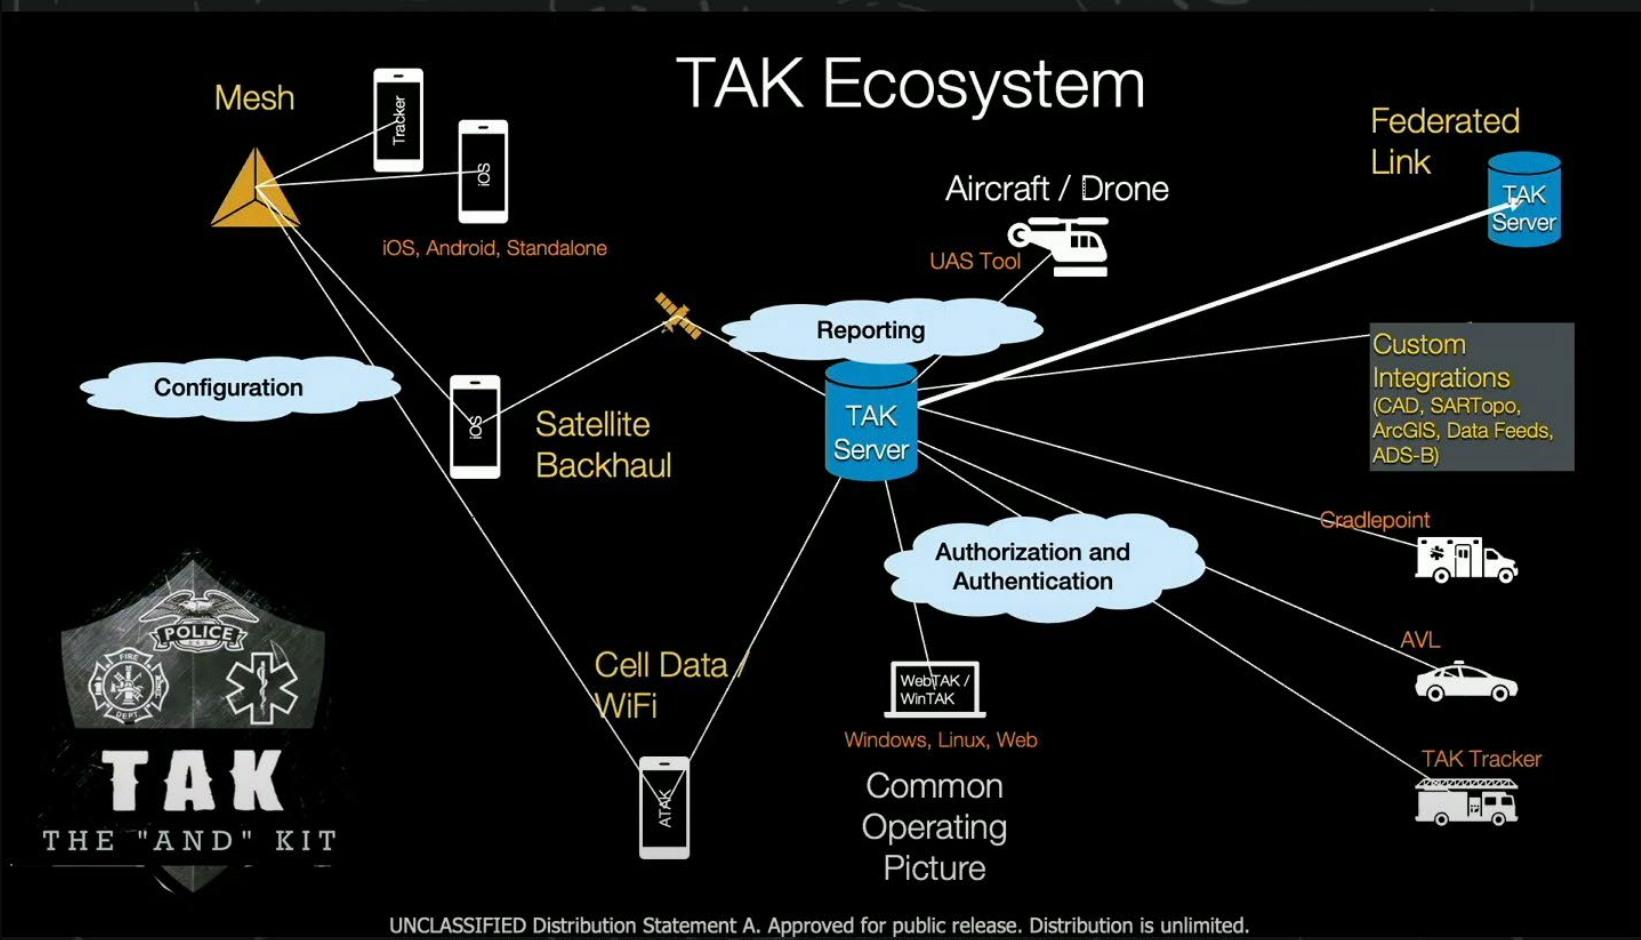 TAK Ecosystem
Mesh
Tracker
iOS
iOS, Android, Standalone
Federated
Link
TAK
Server
Aircraft / Drone
UAS Tool
Reporting
Configuration
iOS
Satellite
Backhaul
TAK
Server
Custom
Integrations
(CAD, SARTopo,
ArcGIS, Data Feeds,
ADS-B)
Cradlepoint
Authorization and
Authentication
AVL
Cell Data /
WiFi
WebTAK /
WinTAK
Windows, Linux, Web
TAK Tracker
ATAK
Common
Operating
Picture
POLICE
FIRE
DEPT.
TAK
THE "AND" KIT
UNCLASSIFIED Distribution Statement A. Approved for public release. Distribution is unlimited.